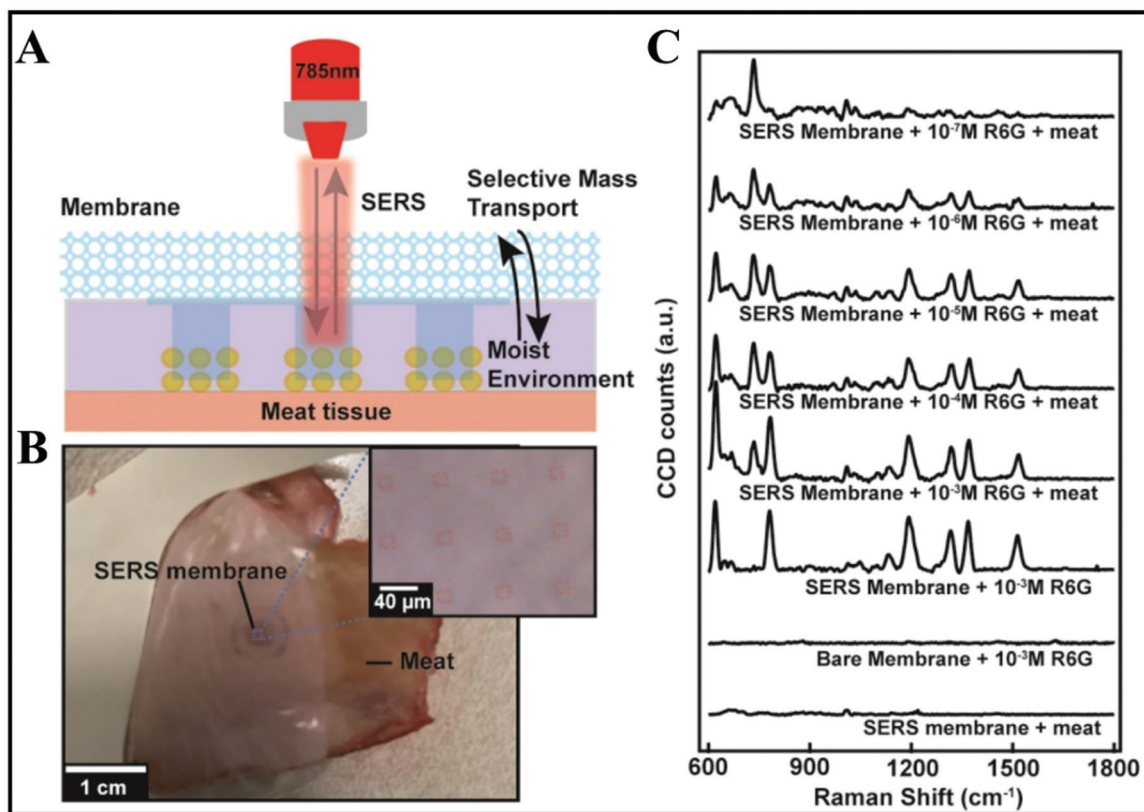 A
785nm
Membrane
SERS
Selective Mass
Transport
Moist
Environment
Meat tissue
B
SERS membrane
40 µm
Meat
1 cm
C
CCD counts (a.u.)
SERS Membrane + 10⁻⁷M R6G + meat
SERS Membrane + 10⁻⁶M R6G + meat
SERS Membrane + 10⁻⁵M R6G + meat
SERS Membrane + 10⁻⁴M R6G + meat
SERS Membrane + 10⁻³M R6G + meat
SERS Membrane + 10⁻³M R6G
Bare Membrane + 10⁻³M R6G
SERS membrane + meat
600 900 1200 1500 1800
Raman Shift (cm⁻¹)